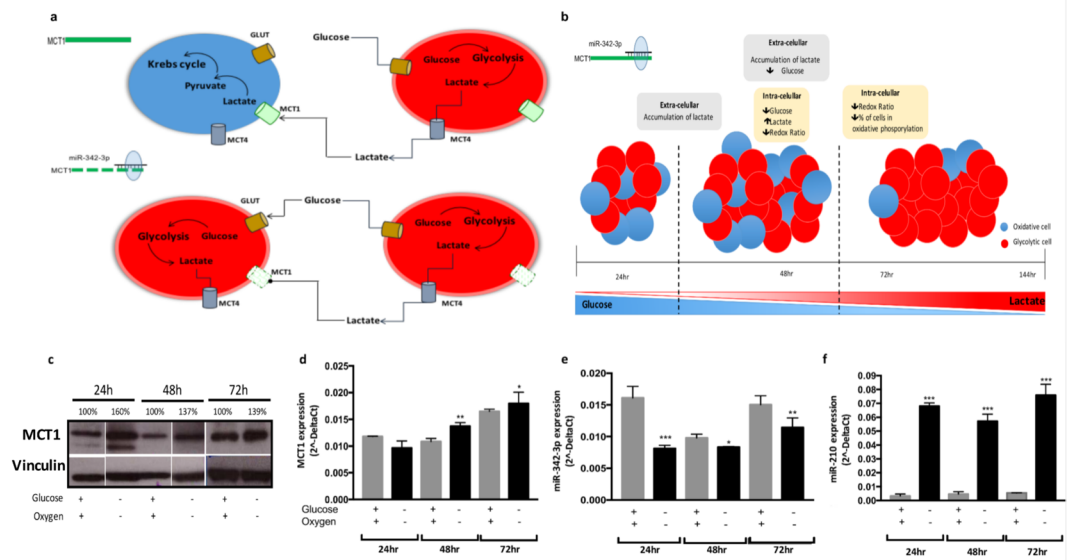 a
MCT1
GLUT
Krebs cycle
Pyruvate
Lactate
MCT1
MCT4
Glucose
Glucose
Glycolysis
Lactate
MCT4
Lactate
miR-342-3p
MCT1
GLUT
Glucose
Glycolysis
Glucose
Lactate
MCT1
MCT4
Glucose
Glycolysis
Lactate
MCT4
Lactate
b
miR-342-3p
MCT1
Extra-celular
Accumulation of lactate
Extra-celular
Accumulation of lactate
Glucose
Intra-cellular
Glucose
Lactate
Redox Ratio
Intra-cellular
Redox Ratio
% of cells in
oxidative phosporylation
Oxidative cell
Glycolytic cell
24hr 48hr 72hr 144hr
Glucose
Lactate
c
24h 48h 72h
100% 160% 100% 137% 100% 139%
MCT1
Vinculin
Glucose + - + - + -
Oxygen + - + - + -
d
MCT1 expression
(2^-DeltaCt)
0.025
0.020
0.015
0.010
0.005
0.000
** *
Glucose + - + - + -
Oxygen + - + - + -
24hr 48hr 72hr
e
miR-342-3p expression
(2^-DeltaCt)
0.020
0.015
0.010
0.005
0.000
*** * **
+ - + - + -
+ - + - + -
24hr 48hr 72hr
f
miR-210 expression
(2^-DeltaCt)
0.09
0.08
0.07
0.06
0.05
0.04
0.03
0.02
0.01
0.00
*** *** ***
+ - + - + -
+ - + - + -
24hr 48hr 72hr